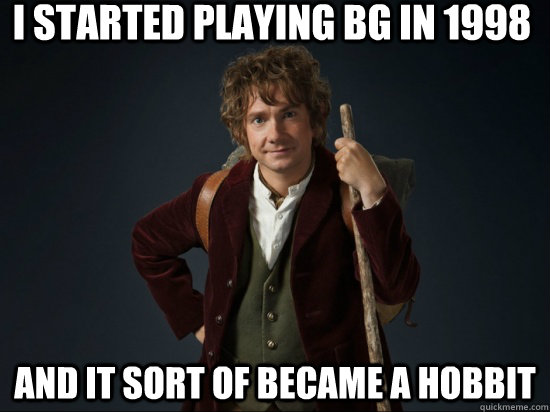 I STARTED PLAYING BG IN 1998
AND IT SORT OF BECAME A HOBBIT
quickmeme.com